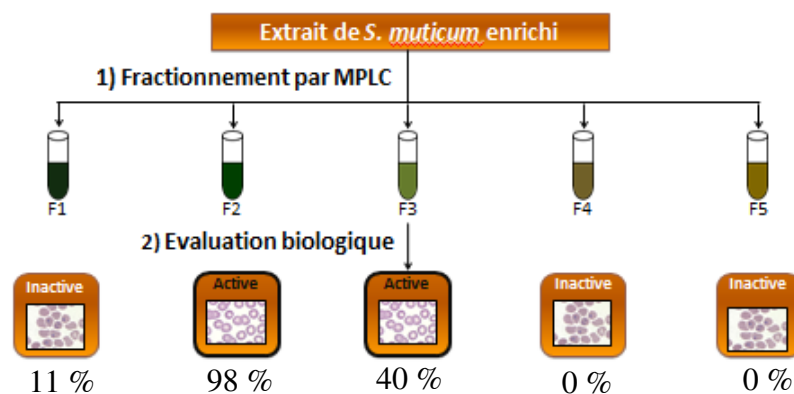 Extrait de S. muticum enrichi
1) Fractionnement par MPLC
F1 F2 F3 F4 F5
2) Evaluation biologique
Inactive Active Active Inactive Inactive
11 % 98 % 40 % 0 % 0 %